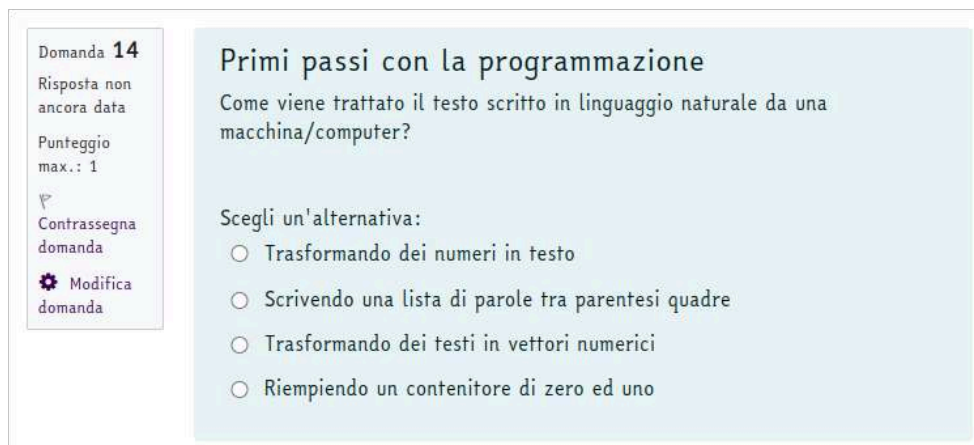 Domanda 14
Risposta non
ancora data
Punteggio
max.: 1
Contrassegna
domanda
Modifica
domanda
Primi passi con la programmazione
Come viene trattato il testo scritto in linguaggio naturale da una
macchina/computer?
Scegli un'alternativa:
Trasformando dei numeri in testo
Scrivendo una lista di parole tra parentesi quadre
Trasformando dei testi in vettori numerici
Riempiendo un contenitore di zero ed uno